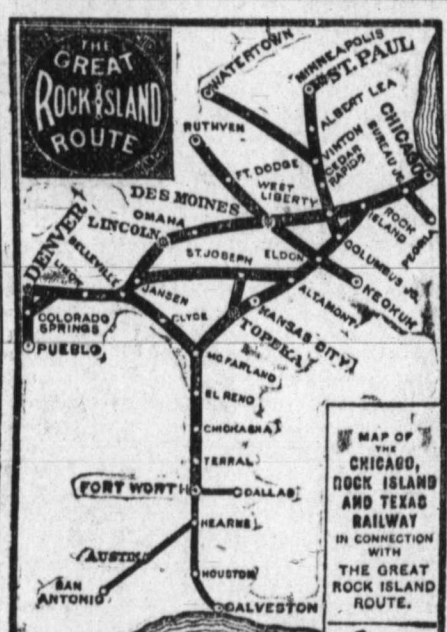 THE
GREAT
ROCK ISLAND
ROUTE
WATERTOWN
MINNEAPOLIS
ST. PAUL
ALBERT LEA
RUTHVEN
VINTON
CEDAR
RAPIDS
CHICAGO
BUREAU JC.
FT. DODGE
WEST
LIBERTY
DES MOINES
OMAHA
LINCOLN
ROCK
ISLAND
PEORIA
DENVER
LIMON
BELLEVILLE
ST. JOSEPH
ELDON
COLUMBUS JC.
KEOKUK
JANSEN
ALTAMONT
COLORADO
SPRINGS
CLYDE
KANSAS CITY
TOPEKA
PUEBLO
MC FARLAND
EL RENO
CHICKASHA
TERRAL
FORT WORTH
DALLAS
HEARNE
AUSTIN
HOUSTON
SAN
ANTONIO
GALVESTON
MAP OF
THE
CHICAGO,
ROCK ISLAND
AND TEXAS
RAILWAY
IN CONNECTION
WITH
THE GREAT
ROCK ISLAND
ROUTE.